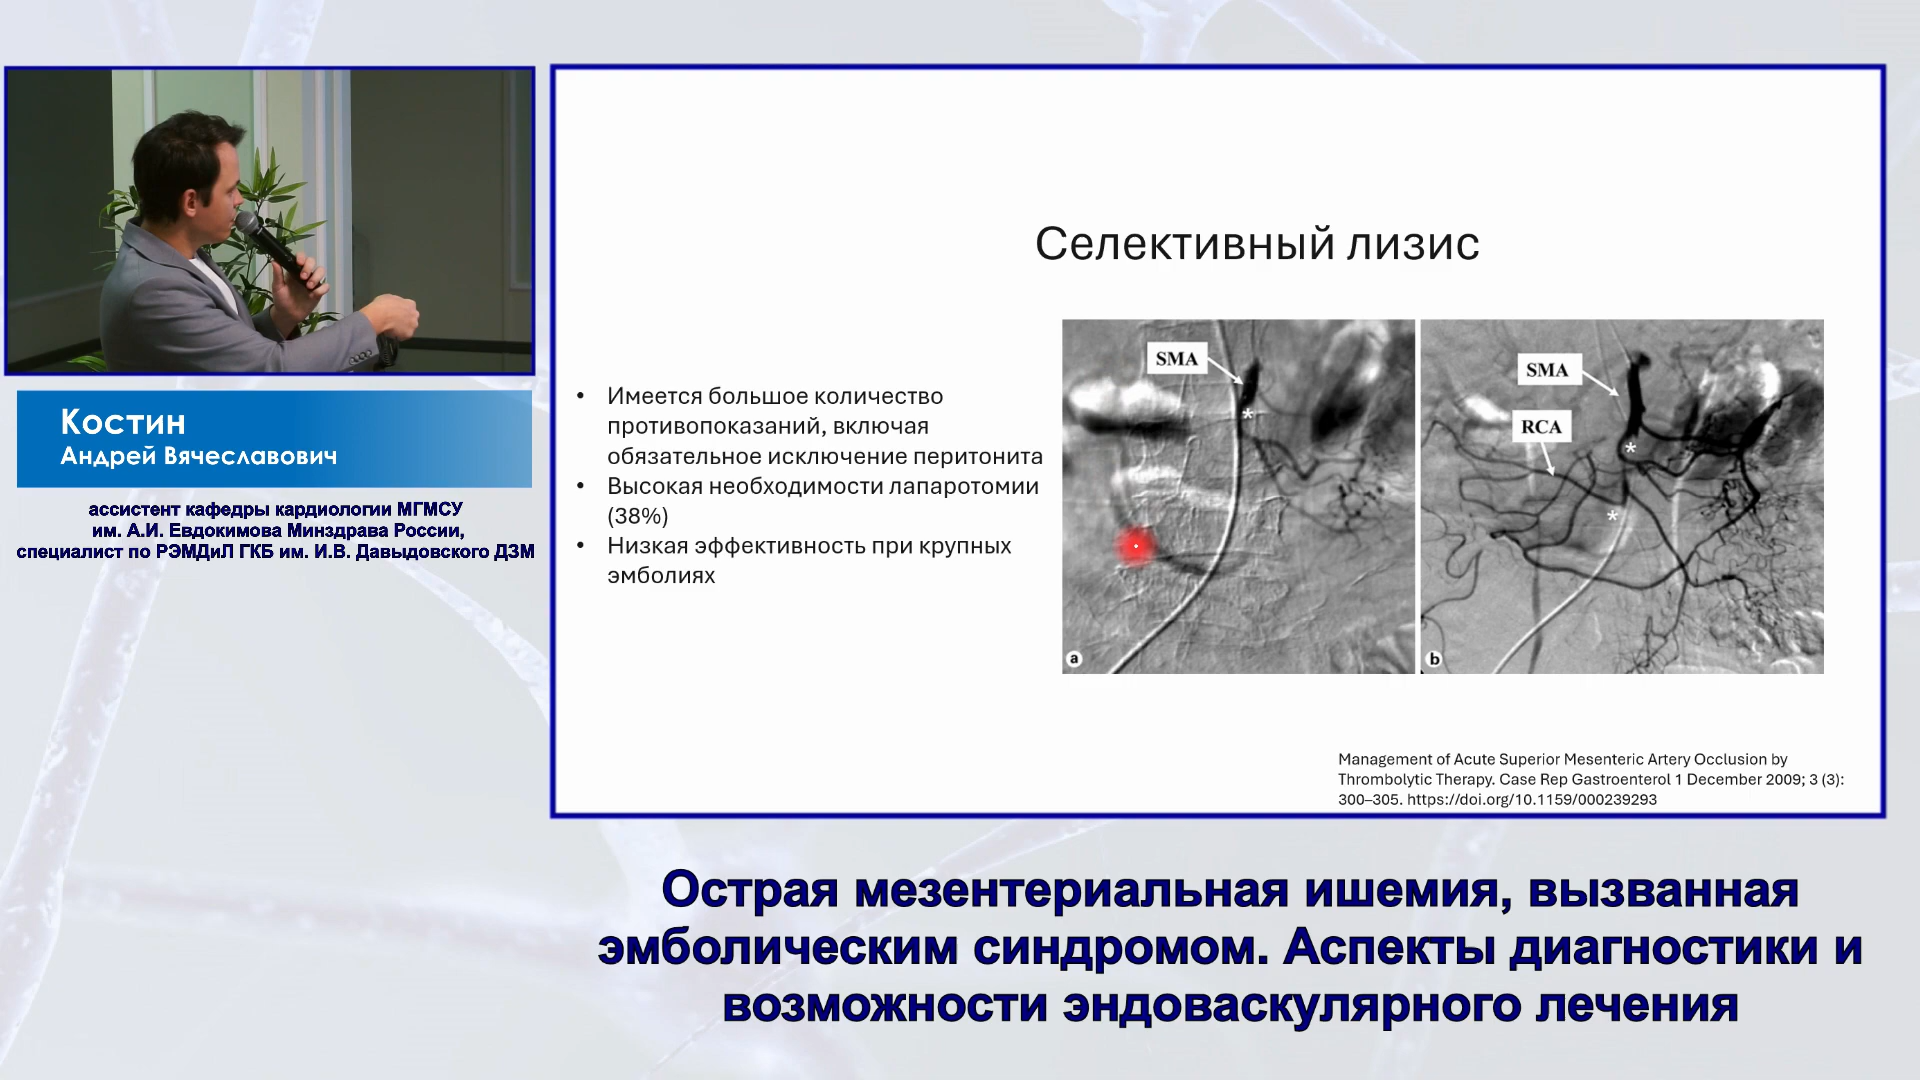 Костин
Андрей Вячеславович
ассистент кафедры кардиологии МГМСУ
им. А.И. Евдокимова Минздрава России,
специалист по РЭМДиЛ ГКБ им. И.В. Давыдовского ДЗМ
Селективный лизис
• Имеется большое количество
противопоказаний, включая
обязательное исключение перитонита
• Высокая необходимости лапаротомии
(38%)
• Низкая эффективность при крупных
эмболиях
SMA
*
a
SMA
RCA
*
*
b
Management of Acute Superior Mesenteric Artery Occlusion by
Thrombolytic Therapy. Case Rep Gastroenterol 1 December 2009; 3 (3):
300–305. https://doi.org/10.1159/000239293
Острая мезентериальная ишемия, вызванная
эмболическим синдромом. Аспекты диагностики и
возможности эндоваскулярного лечения